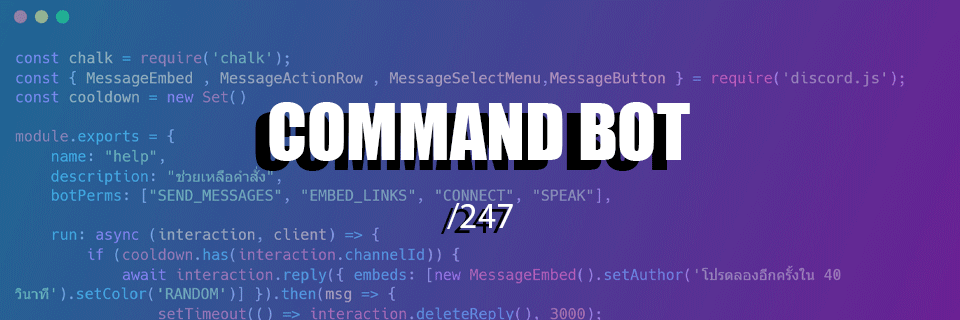 const chalk = require('chalk');
const { MessageEmbed , MessageActionRow , MessageSelectMenu,MessageButton } = require('discord.js');
const cooldown = new Set()
COMMAND BOT
module.exports = {
name: "help",
description: "ช่วยเหลือคำสั่ง",
botPerms: ["SEND_MESSAGES", "EMBED_LINKS", "CONNECT", "SPEAK"],
/247
run: async (interaction, client) => {
if (cooldown.has(interaction.channelId)) {
await interaction.reply({ embeds: [new MessageEmbed().setAuthor('โปรดลองอีกครั้งใน 40
วินาที').setColor('RANDOM')] }).then(msg => {
setTimeout(() => interaction.deleteReply(), 3000);